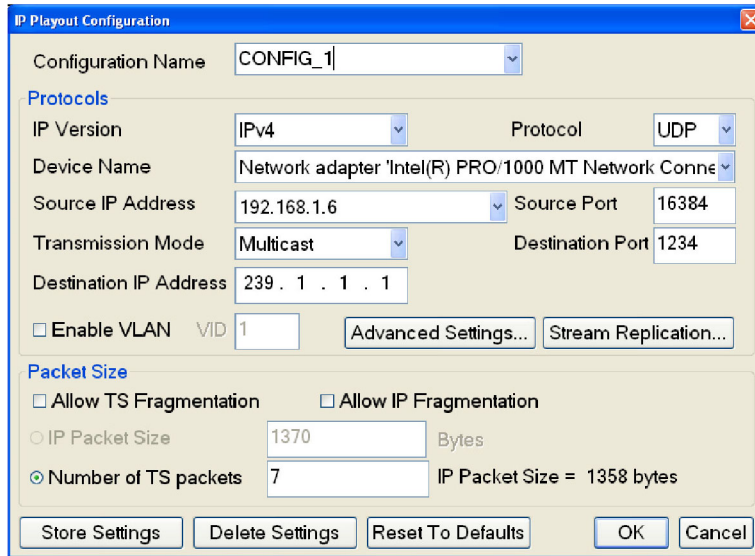 IP Playout Configuration
Configuration Name CONFIG_1
Protocols
IP Version IPv4 Protocol UDP
Device Name Network adapter 'Intel(R) PRO/1000 MT Network Conne
Source IP Address 192.168.1.6 Source Port 16384
Transmission Mode Multicast Destination Port 1234
Destination IP Address 239 . 1 . 1 . 1
Enable VLAN VID 1 Advanced Settings... Stream Replication...
Packet Size
Allow TS Fragmentation Allow IP Fragmentation
IP Packet Size 1370 Bytes
Number of TS packets 7 IP Packet Size = 1358 bytes
Store Settings Delete Settings Reset To Defaults OK Cancel